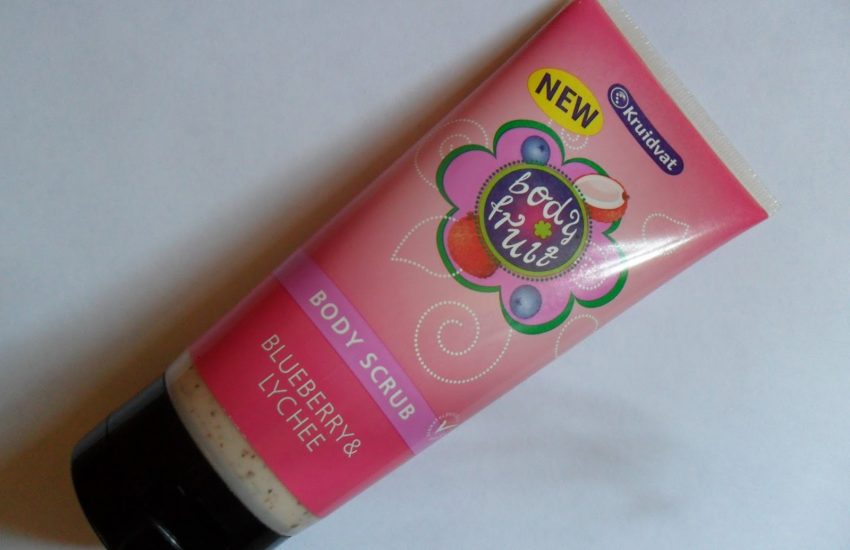 NEW
Kruidvat
body
fruit
BODY SCRUB
BLUEBERRY&
LYCHEE